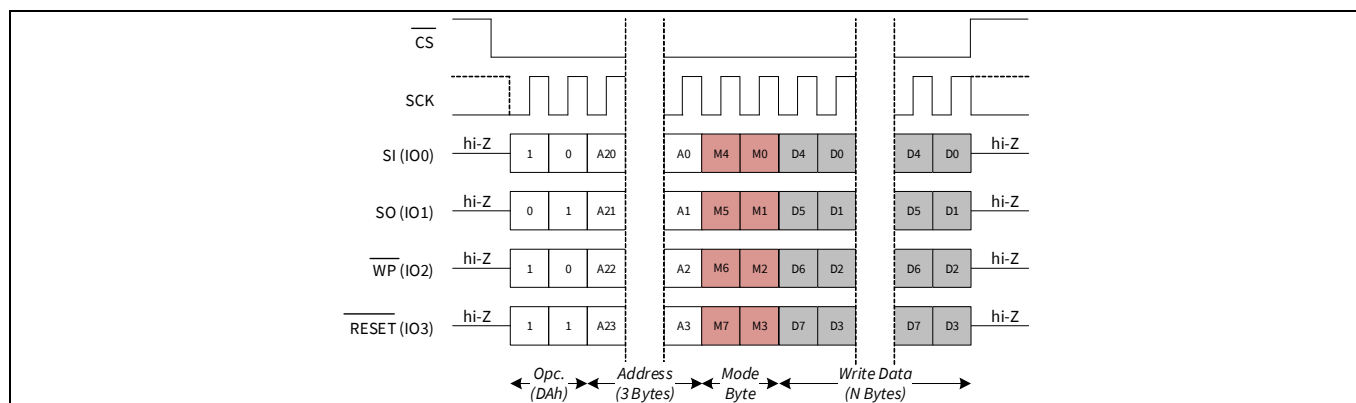 CS
SCK
SI (IO0) hi-Z 1 0 A20 A0 M4 M0 D4 D0 D4 D0 hi-Z
SO (IO1) hi-Z 0 1 A21 A1 M5 M1 D5 D1 D5 D1 hi-Z
WP (IO2) hi-Z 1 0 A22 A2 M6 M2 D6 D2 D6 D2 hi-Z
RESET (IO3) hi-Z 1 1 A23 A3 M7 M3 D7 D3 D7 D3 hi-Z
Opc. Address Mode Write Data
(DAh) (3 Bytes) Byte (N Bytes)